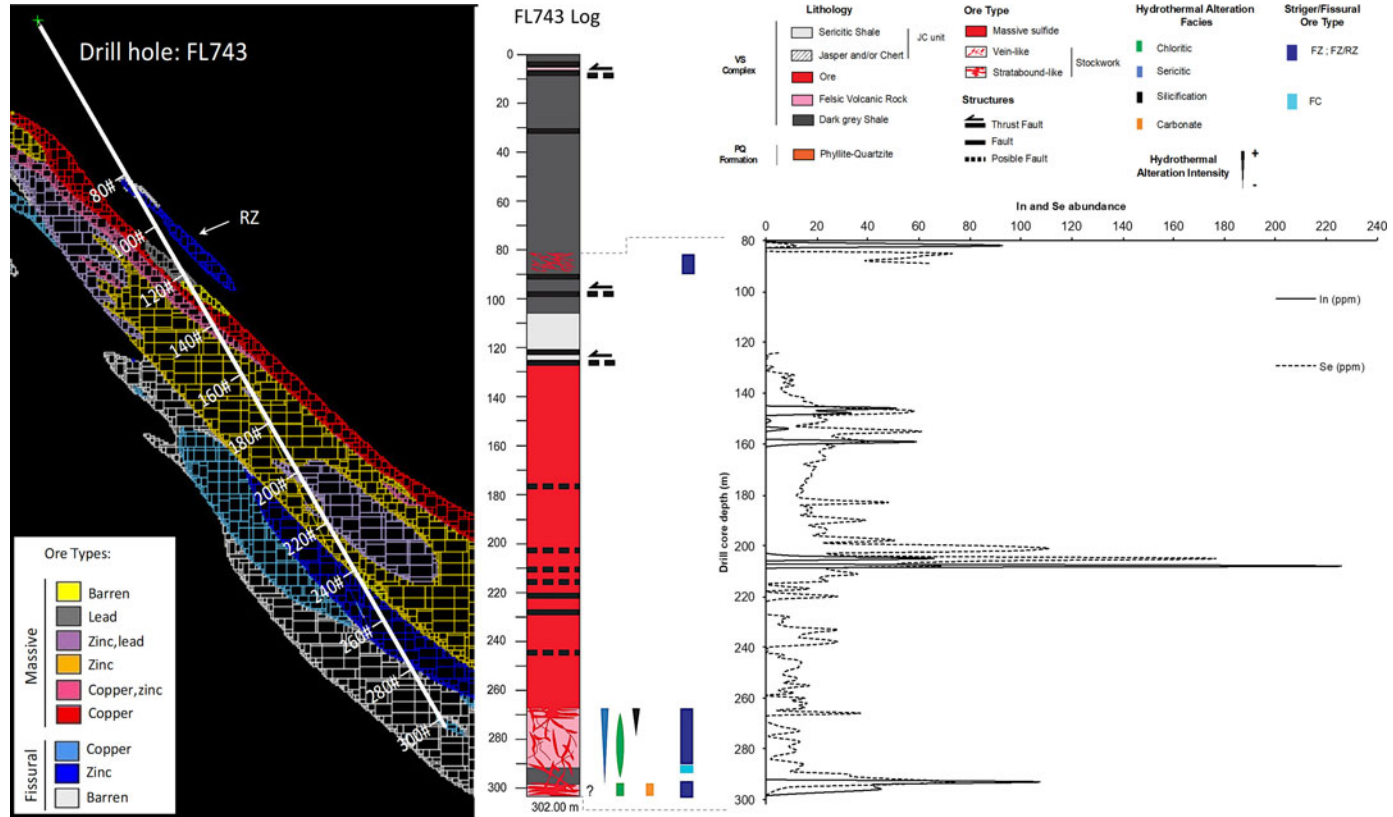 Drill hole: FL743
RZ
80#
100#
120#
140#
160#
180#
200#
220#
240#
260#
280#
300#
Ore Types:
Massive
Barren
Lead
Zinc,lead
Zinc
Copper,zinc
Copper
Fissural
Copper
Zinc
Barren
FL743 Log
0
20
40
60
80
100
120
140
160
180
200
220
240
260
280
300
?
302.00 m
Lithology
VS
Complex
Sericitic Shale
Jasper and/or Chert
JC unit
Ore
Felsic Volcanic Rock
Dark grey Shale
PQ
Formation
Phyllite-Quartzite
Ore Type
Massive sulfide
Vein-like
Stratabound-like
Stockwork
Structures
Thrust Fault
Fault
Posible Fault
Hydrothermal Alteration
Facies
Chloritic
Sericitic
Silicification
Carbonate
Hydrothermal
Alteration Intensity
+
-
Striger/Fissural
Ore Type
FZ ; FZ/RZ
FC
In and Se abundance
0 20 40 60 80 100 120 140 160 180 200 220 240
Drill core depth (m)
80
100
120
140
160
180
200
220
240
260
280
300
In (ppm)
Se (ppm)